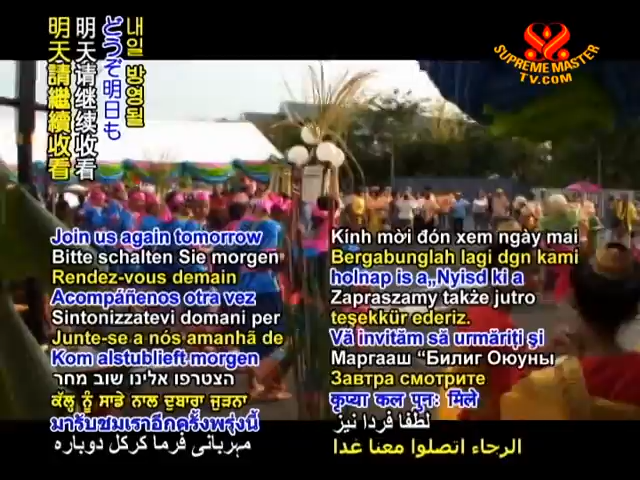 明天請繼續收看
明天请继续收看
どうぞ明日も
내일 방영될
SUPREME MASTER
TV.COM
Join us again tomorrow
Bitte schalten Sie morgen
Rendez-vous demain
Acompáñenos otra vez
Sintonizzatevi domani per
Junte-se a nós amanhã de
Kom alstublieft morgen
הצטרפו אלינו שוב מחר
ਕੱਲ੍ਹ ਨੂੰ ਸਾਡੇ ਨਾਲ ਦੁਬਾਰਾ ਜੁੜਨਾ
มารับชมเราอีกครั้งพรุ่งนี้
مہربانی فرما کرکل دوبارہ
Kính mời đón xem ngày mai
Bergabunglah lagi dgn kami
holnap is a„Nyisd ki a
Zapraszamy także jutro
teşekkür ederiz.
Vă invităm să urmăriţi şi
Маргааш “Билиг Оюуны
Завтра смотрите
कृप्या कल पुनः मिले
لطفا فردا نیز
الرجاء اتصلوا معنا غدا